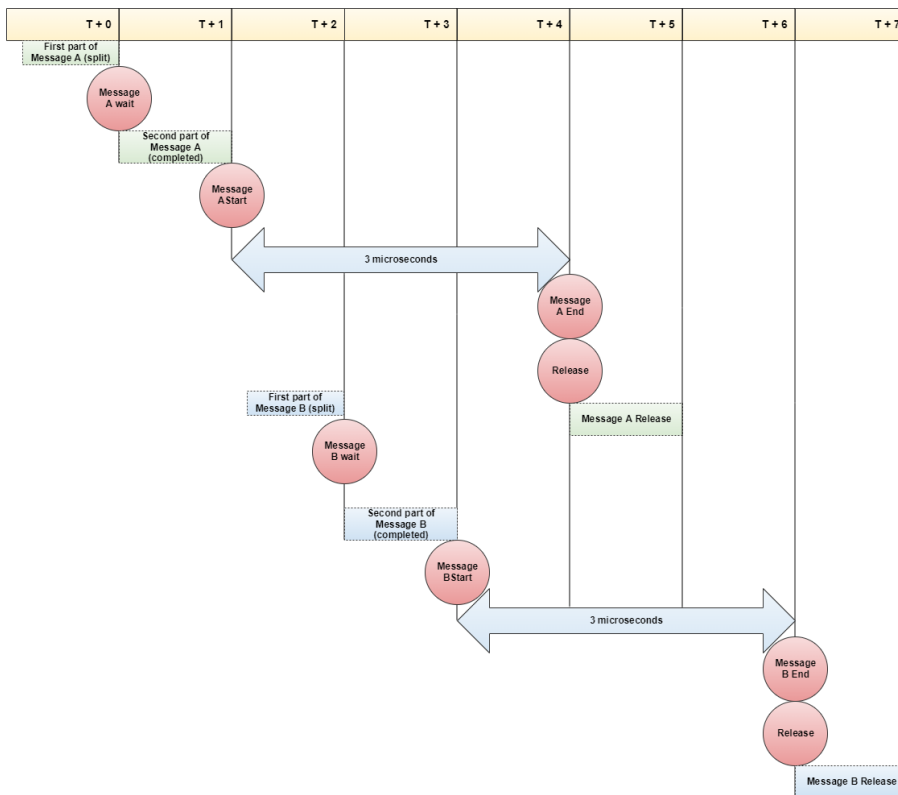 T + 0 T + 1 T + 2 T + 3 T + 4 T + 5 T + 6 T + 7
First part of
Message A (split)
Message
A wait
Second part of
Message A
(completed)
Message
A Start
3 microseconds
Message
A End
Release
First part of
Message B (split)
Message A Release
Message
B wait
Second part of
Message B
(completed)
Message
B Start
3 microseconds
Message
B End
Release
Message B Release